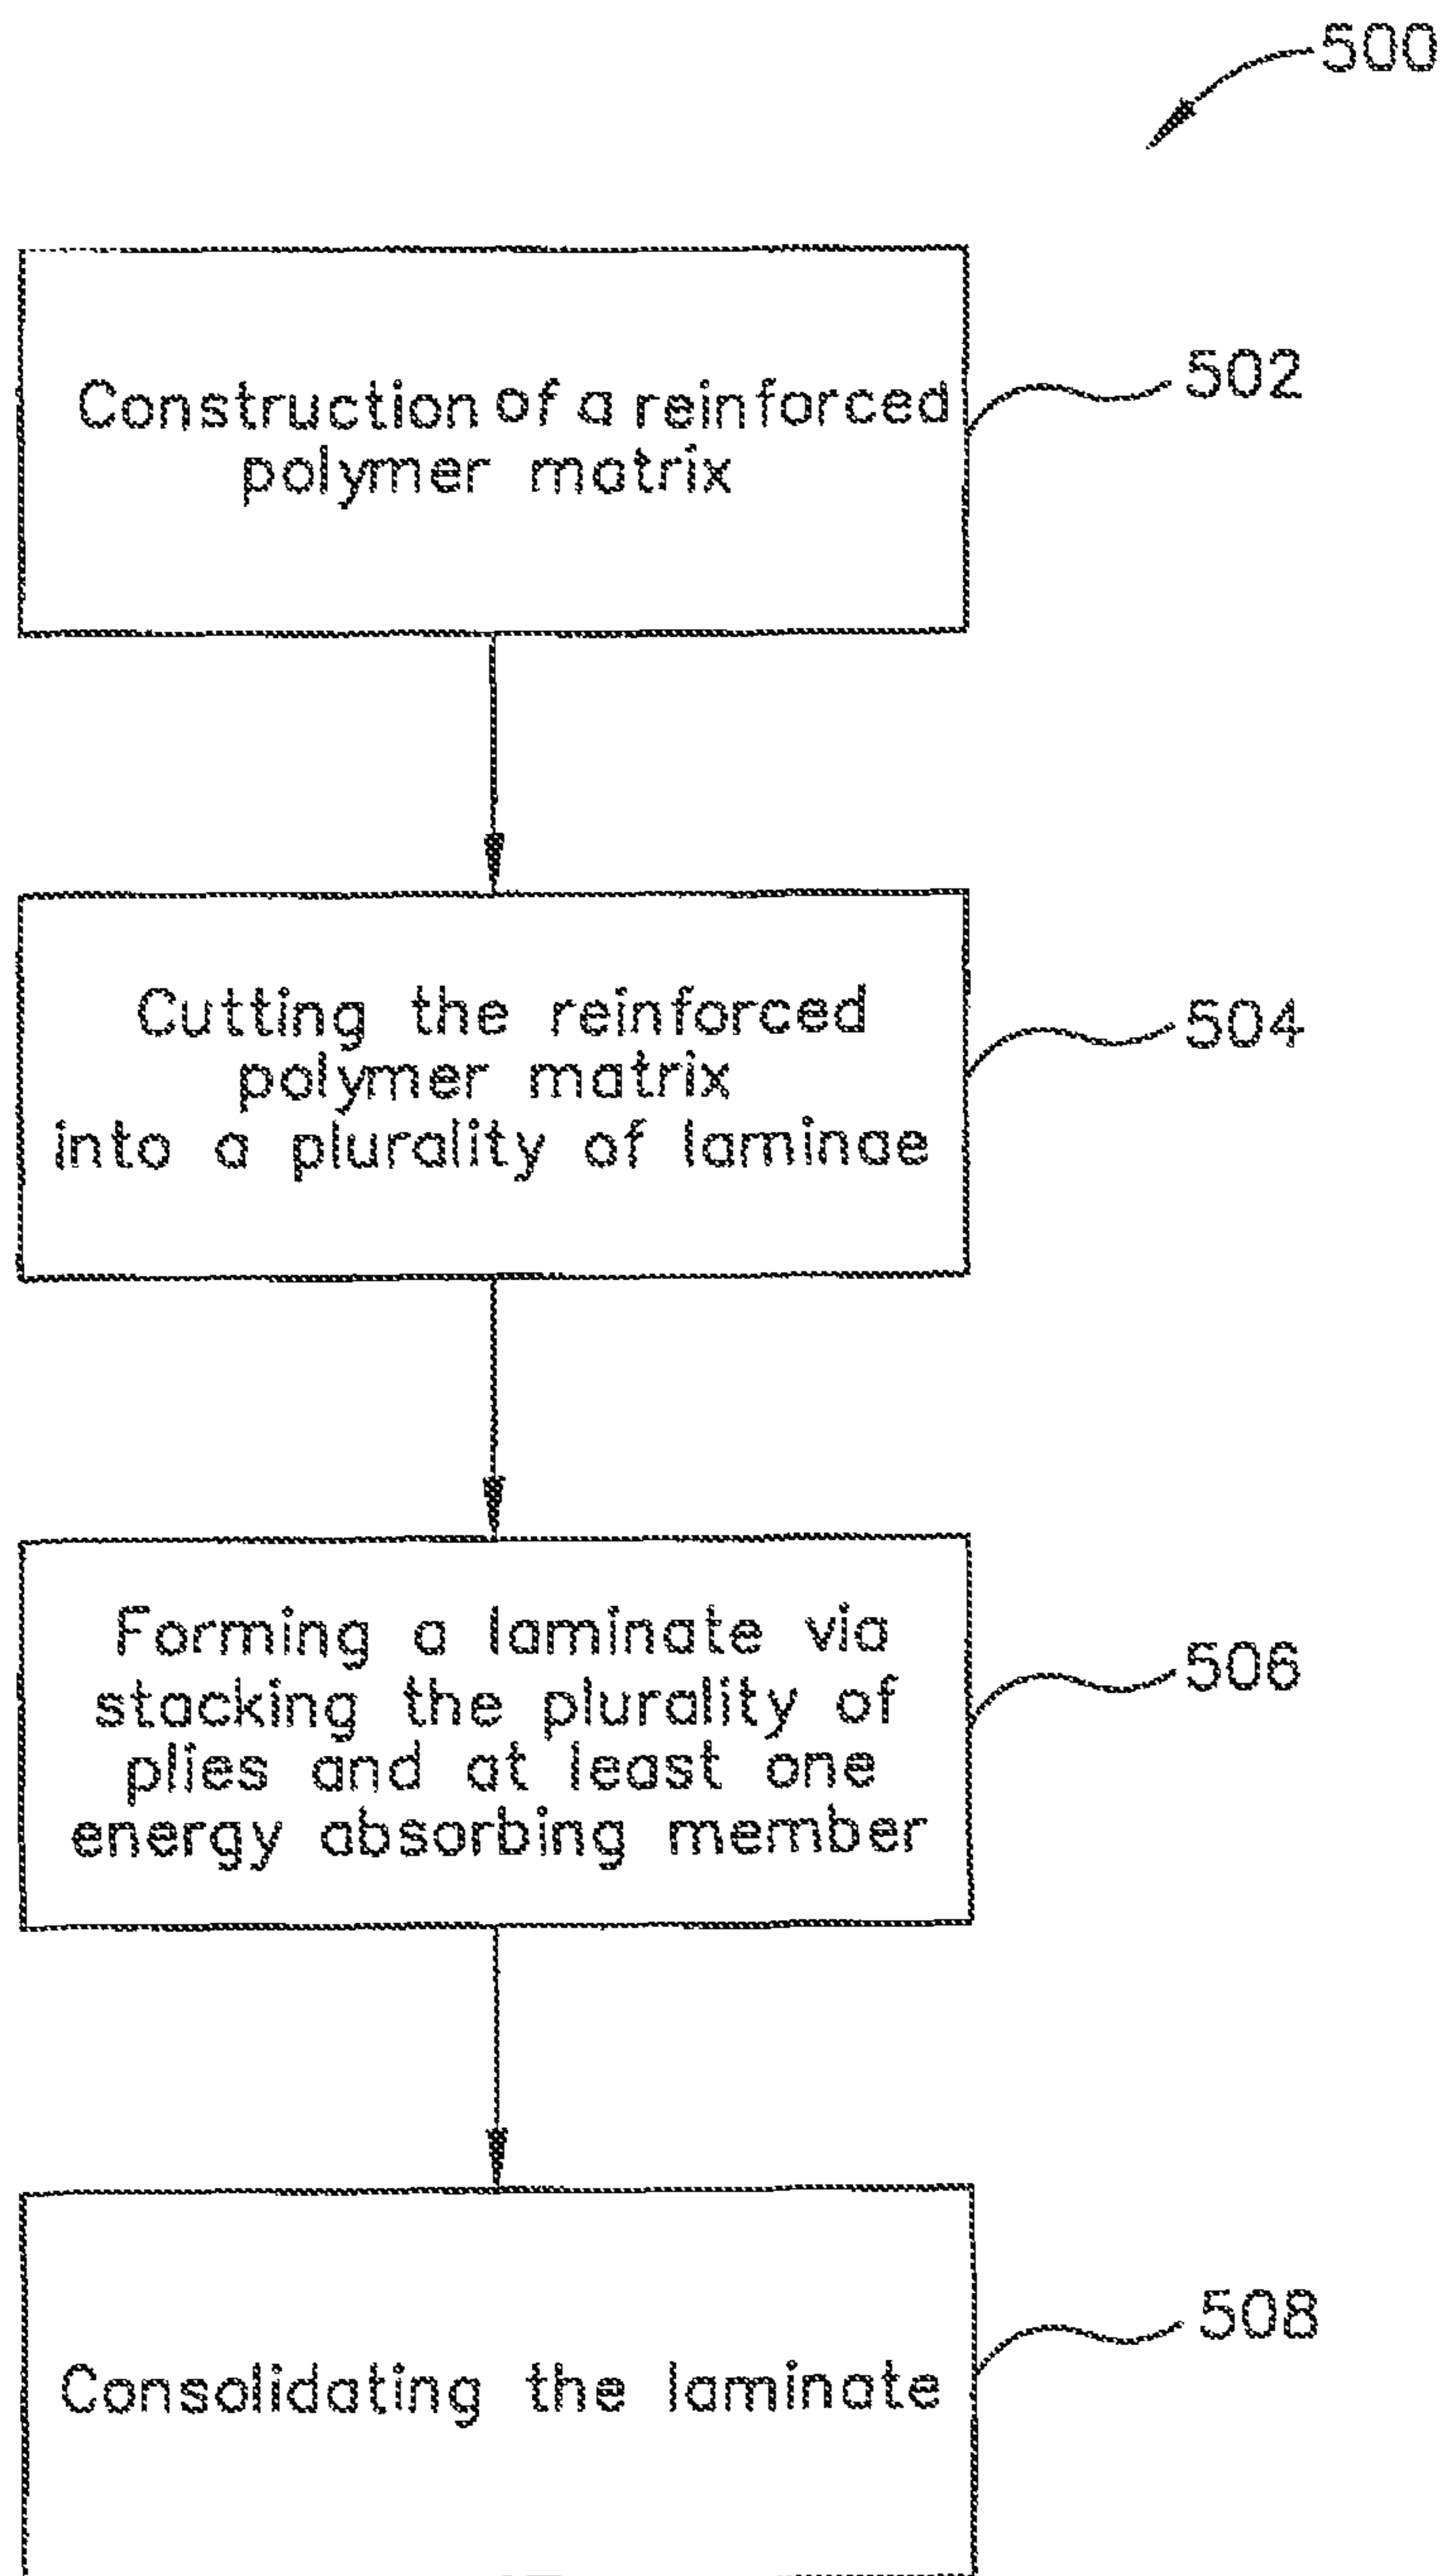 500
Construction of a reinforced
polymer matrix
502
Cutting the reinforced
polymer matrix
into a plurality of laminae
504
Forming a laminate via
stacking the plurality of
plies and at least one
energy absorbing member
506
Consolidating the laminate
508